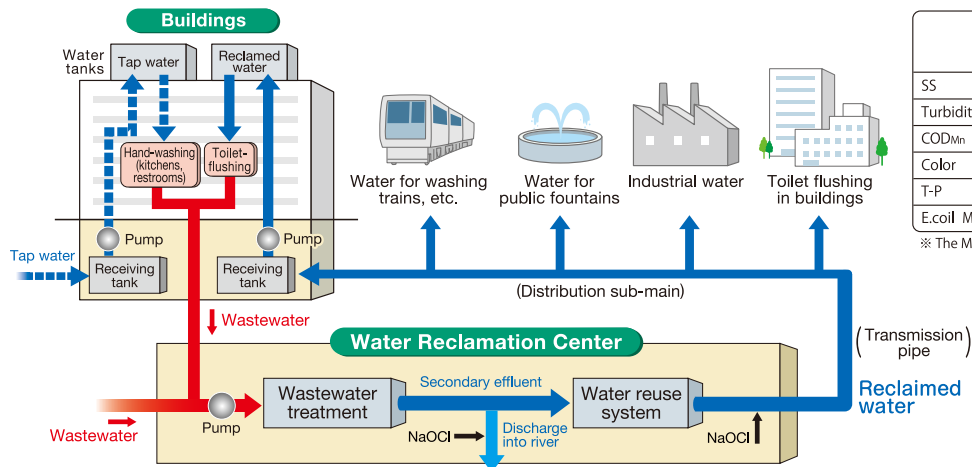 Buildings
Water
tanks
Tap water
Reclamed
water
Hand-washing
(kitchens,
restrooms)
Toilet-
flushing
Pump
Pump
Tap water
Receiving
tank
Receiving
tank
Wastewater
Water for washing
trains, etc.
Water for
public fountains
Industrial water
Toilet flushing
in buildings
(Distribution sub-main)
(Transmission
pipe)
Reclaimed
water
Water Reclamation Center
Wastewater
Pump
Wastewater
treatment
Secondary effluent
NaOCl
Discharge
into river
Water reuse
system
NaOCl
SS
Turbidit
CODMn
Color
T-P
E.coil M
※ The M